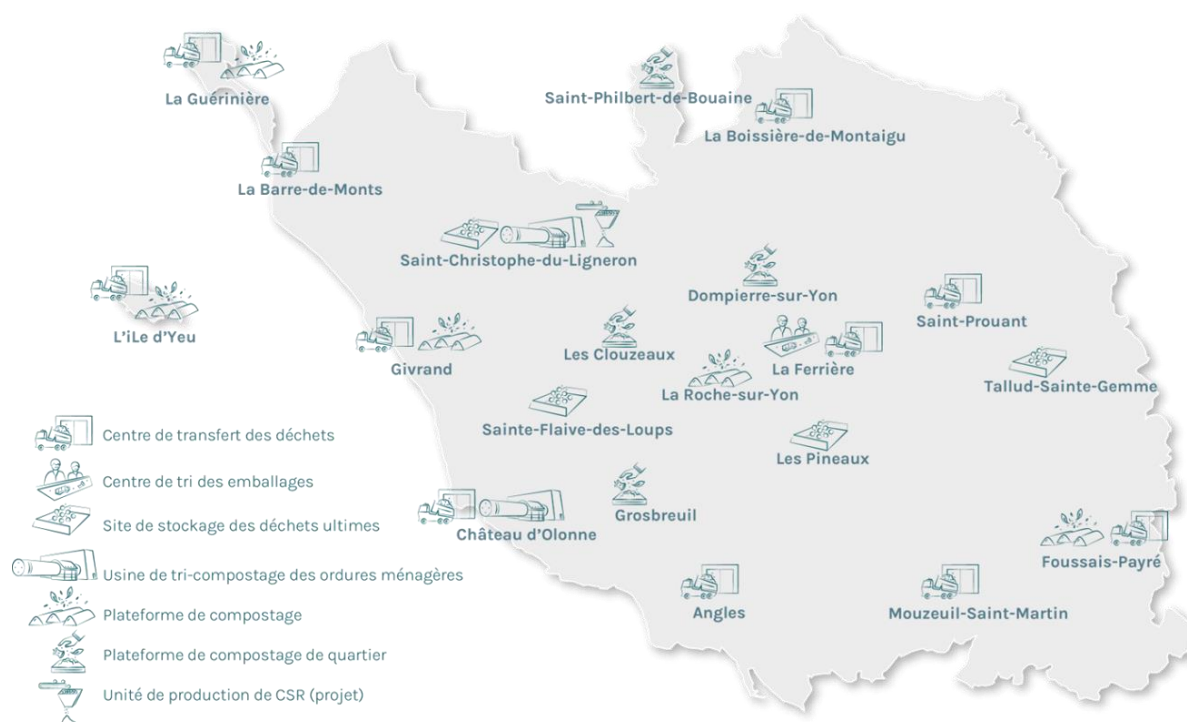 La Guérinière
Saint-Philbert-de-Bouaine
La Boissière-de-Montaigu
La Barre-de-Monts
Saint-Christophe-du-Ligneron
Dompierre-sur-Yon
Saint-Prouant
L'iLe d'Yeu
Givrand
Les Clouzeaux
La Ferrière
La Roche-sur-Yon
Tallud-Sainte-Gemme
Sainte-Flaive-des-Loups
Les Pineaux
Grosbreuil
Château d'Olonne
Foussais-Payré
Angles
Mouzeuil-Saint-Martin
Centre de transfert des déchets
Centre de tri des emballages
Site de stockage des déchets ultimes
Usine de tri-compostage des ordures ménagères
Plateforme de compostage
Plateforme de compostage de quartier
Unité de production de CSR (projet)